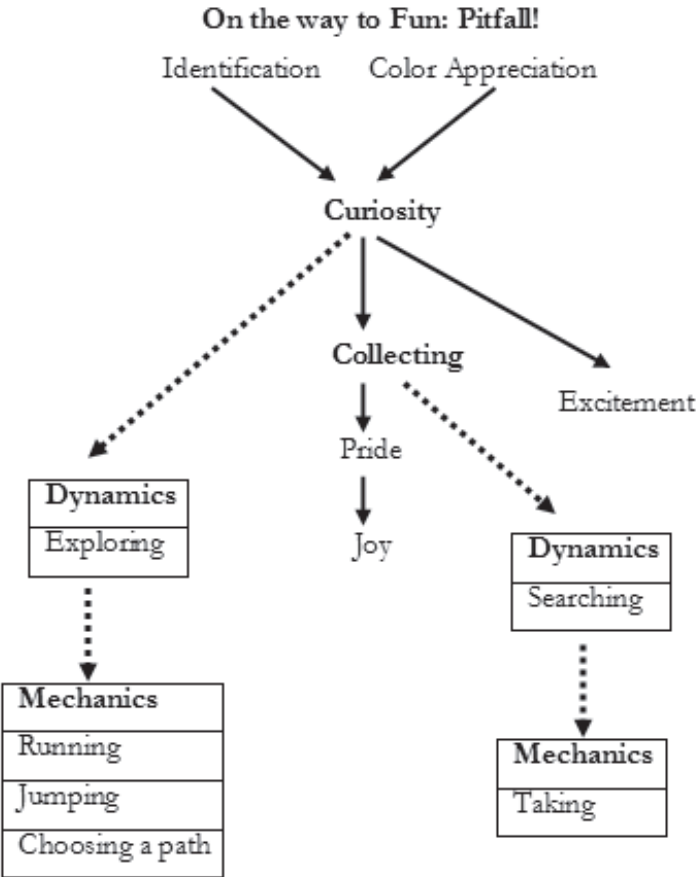 On the way to Fun: Pitfall!
Identification Color Appreciation
Curiosity
Collecting
Excitement
Pride
Joy
Dynamics
Exploring
Mechanics
Running
Jumping
Choosing a path
Dynamics
Searching
Mechanics
Taking